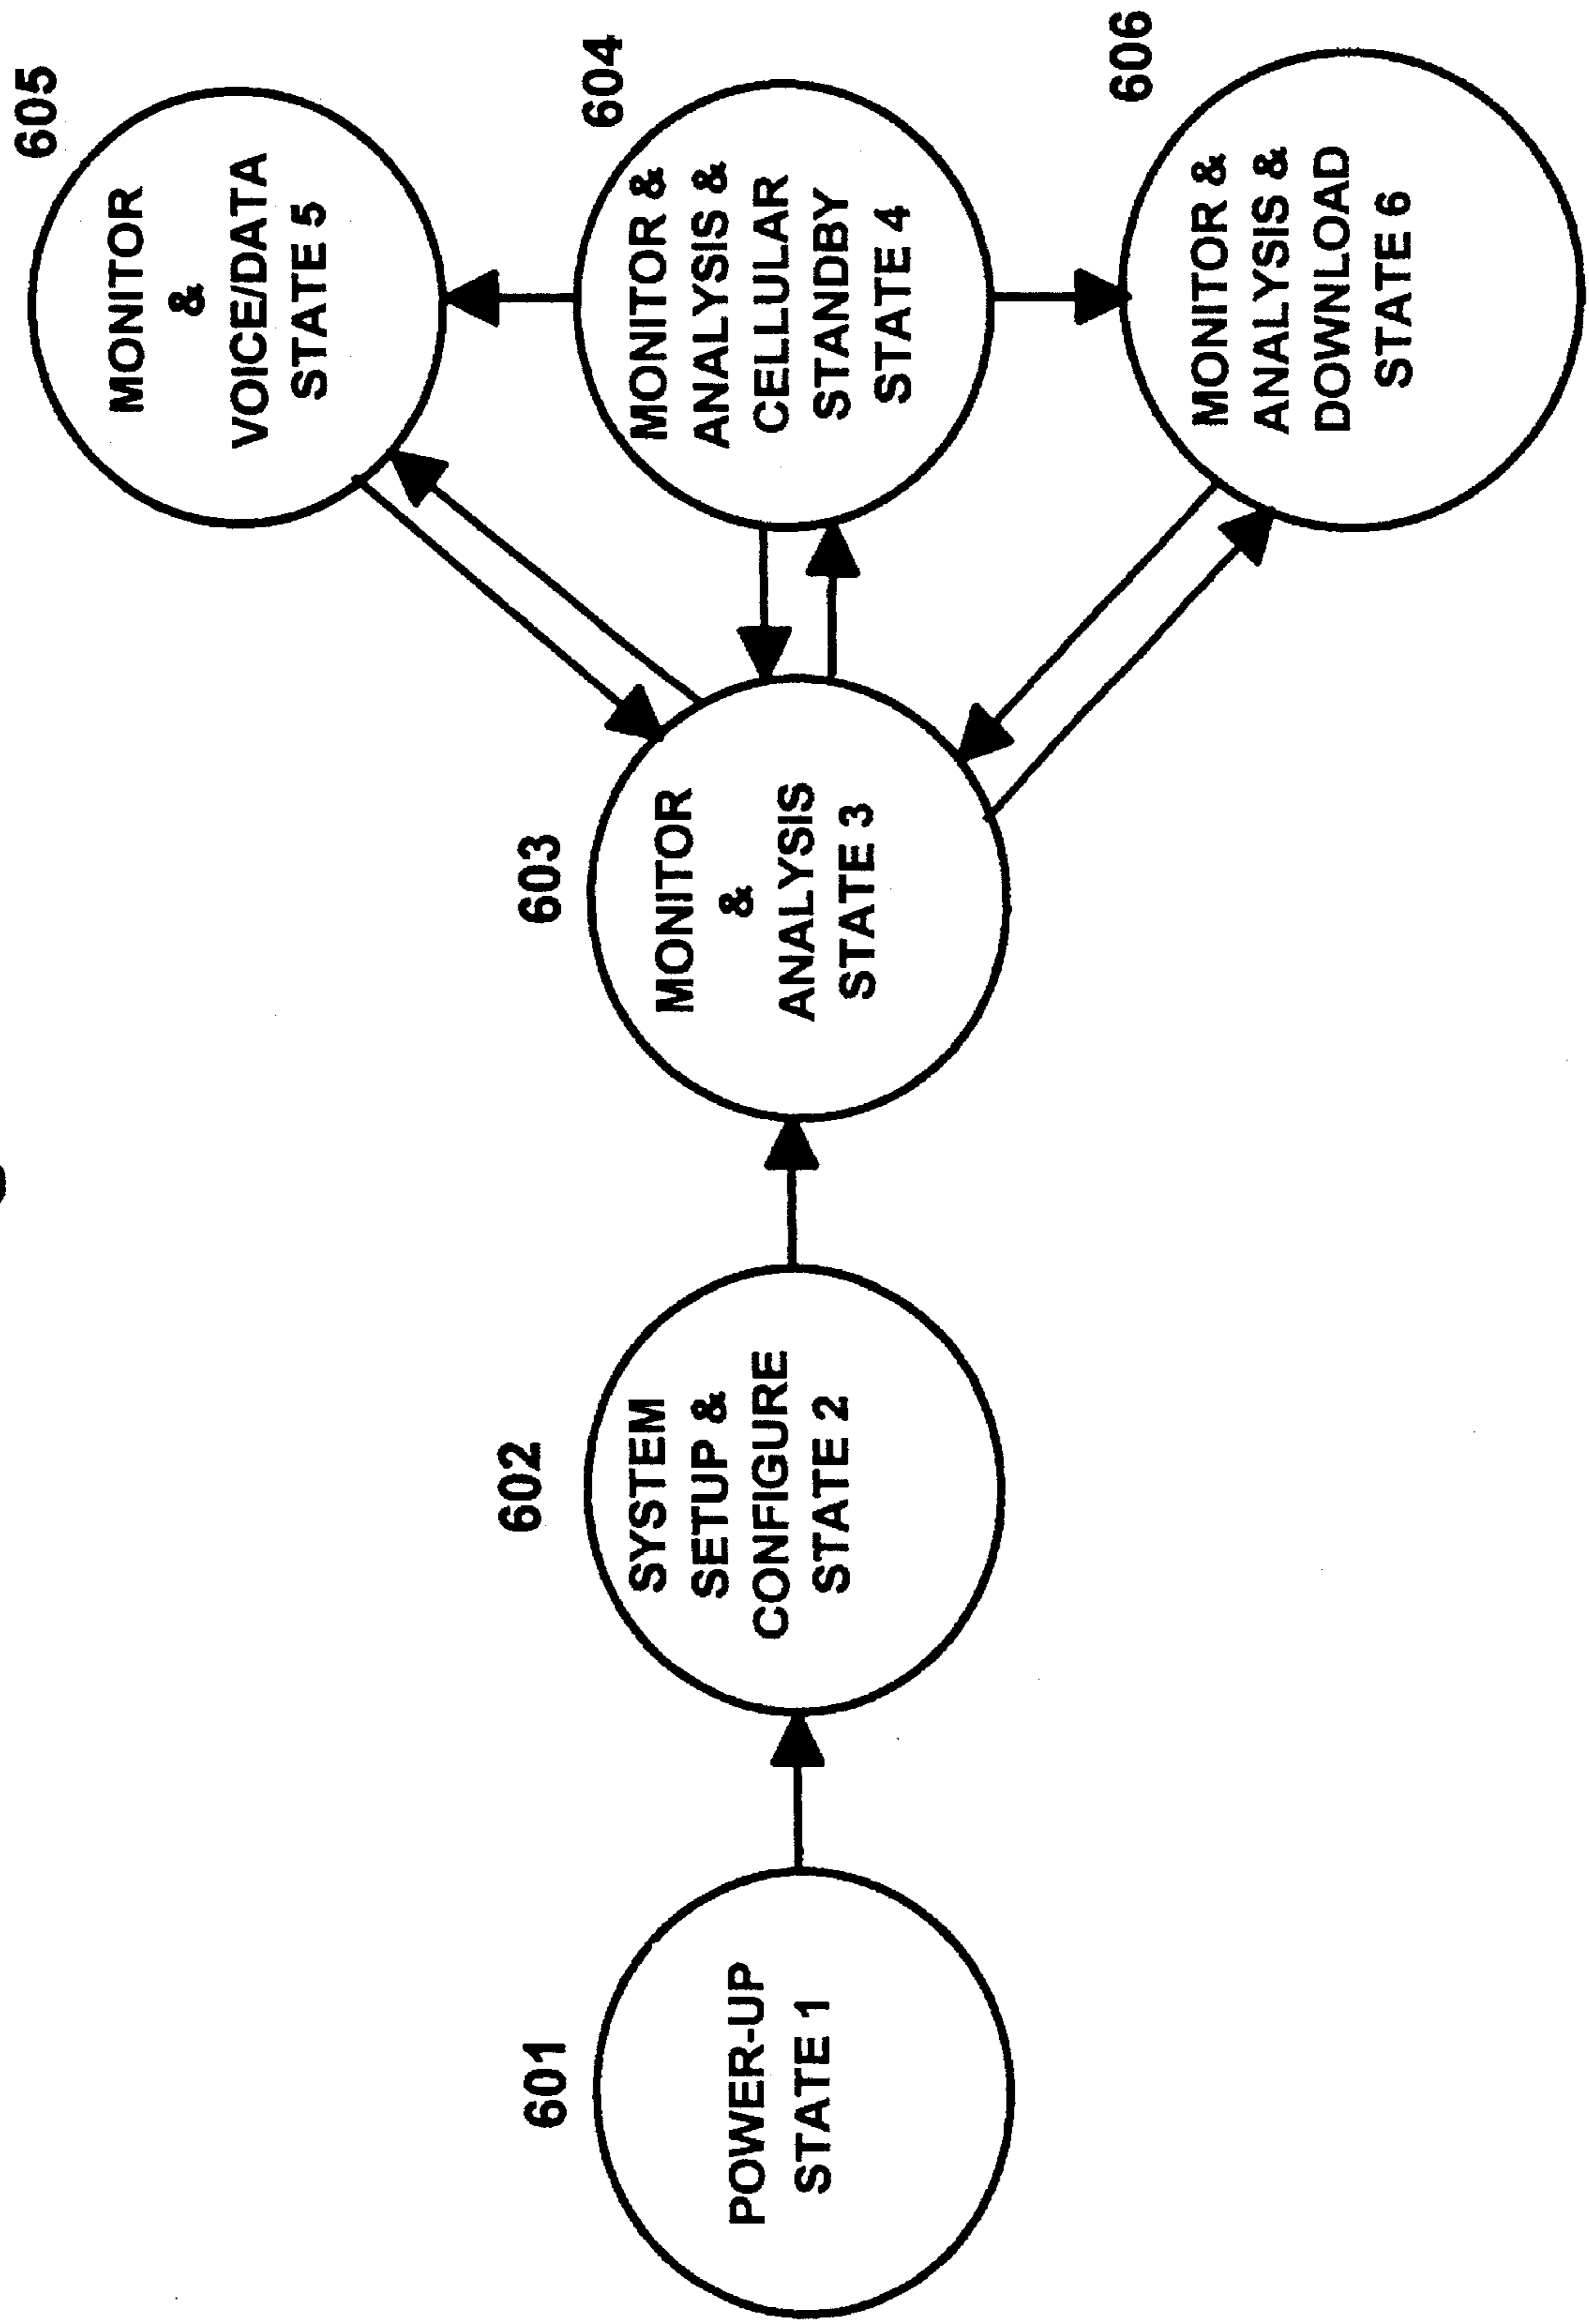 601
POWER-UP
STATE 1
602
SYSTEM
SETUP &
CONFIGURE
STATE 2
603
MONITOR
&
ANALYSIS
STATE 3
605
MONITOR
&
VOICE/DATA
STATE 5
604
MONITOR &
ANALYSIS &
CELLULAR
STANDBY
STATE 4
606
MONITOR &
ANALYSIS &
DOWNLOAD
STATE 6